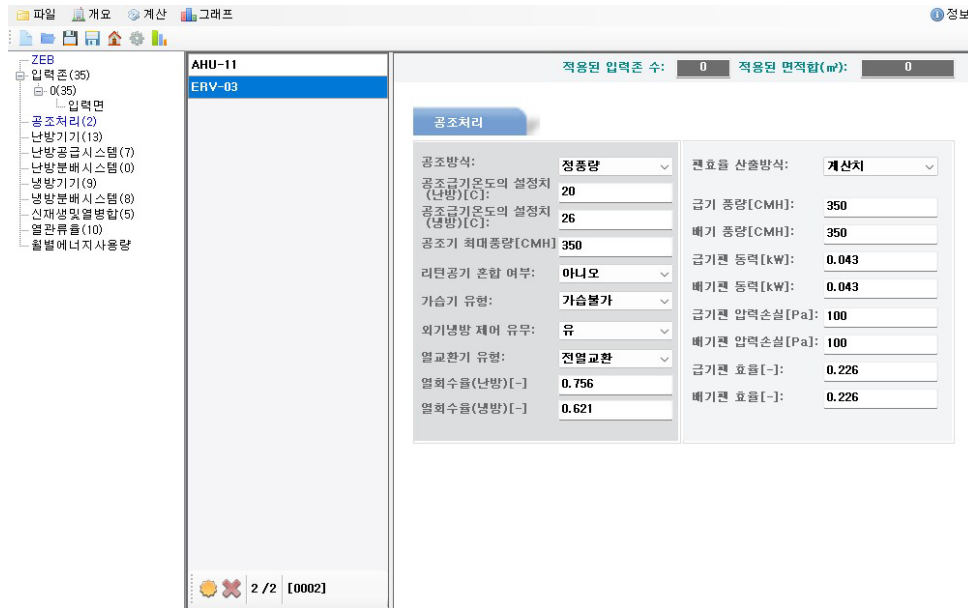 파일 개요 계산 그래프 정보
ZEB
입력존(35)
0(35)
입력면
공조처리(2)
난방기기(13)
난방공급시스템(7)
난방분배시스템(0)
냉방기기(9)
냉방분배시스템(8)
신재생및열병합(5)
열관류율(10)
월별에너지사용량
AHU-11
ERV-03
2/2 [0002]
적용된 입력존 수: 0 적용된 면적합(㎡): 0
공조처리
공조방식: 정풍량
공조급기온도의 설정치
(난방)[C]: 20
공조급기온도의 설정치
(냉방)[C]: 26
공조기 최대풍량[CMH] 350
리턴공기 혼합 여부: 아니오
가습기 유형: 가습불가
외기냉방 제어 유무: 유
열교환기 유형: 전열교환
열회수율(난방)[-] 0.756
열회수율(냉방)[-] 0.621
팬효율 산출방식: 계산치
급기 풍량[CMH]: 350
배기 풍량[CMH]: 350
급기팬 동력[kW]: 0.043
배기팬 동력[kW]: 0.043
급기팬 압력손실[Pa]: 100
배기팬 압력손실[Pa]: 100
급기팬 효율[-]: 0.226
배기팬 효율[-]: 0.226